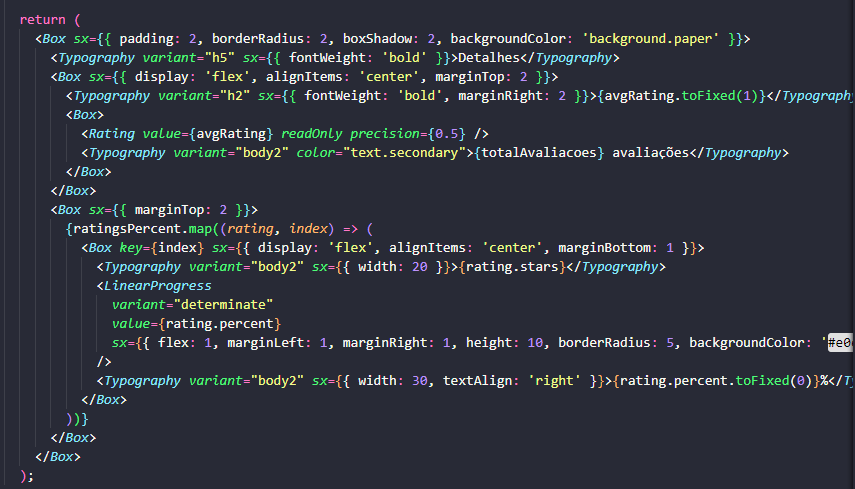 return (
<Box sx={{ padding: 2, borderRadius: 2, boxShadow: 2, backgroundColor: 'background.paper' }}>
<Typography variant="h5" sx={{ fontWeight: 'bold' }}>Detalhes</Typography>
<Box sx={{ display: 'flex', alignItems: 'center', marginTop: 2 }}>
<Typography variant="h2" sx={{ fontWeight: 'bold', marginRight: 2 }}>{avgRating.toFixed(1)}</Typography
<Box>
<Rating value={avgRating} readOnly precision={0.5} />
<Typography variant="body2" color="text.secondary">{totalAvaliacoes} avaliações</Typography>
</Box>
</Box>
<Box sx={{ marginTop: 2 }}>
{ratingsPercent.map((rating, index) => (
<Box key={index} sx={{ display: 'flex', alignItems: 'center', marginBottom: 1 }}>
<Typography variant="body2" sx={{ width: 20 }}>{rating.stars}</Typography>
<LinearProgress
variant="determinate"
value={rating.percent}
sx={{ flex: 1, marginLeft: 1, marginRight: 1, height: 10, borderRadius: 5, backgroundColor: '#e0
/>
<Typography variant="body2" sx={{ width: 30, textAlign: 'right' }}>{rating.percent.toFixed(0)}%</Ty
</Box>
))}
</Box>
</Box>
);